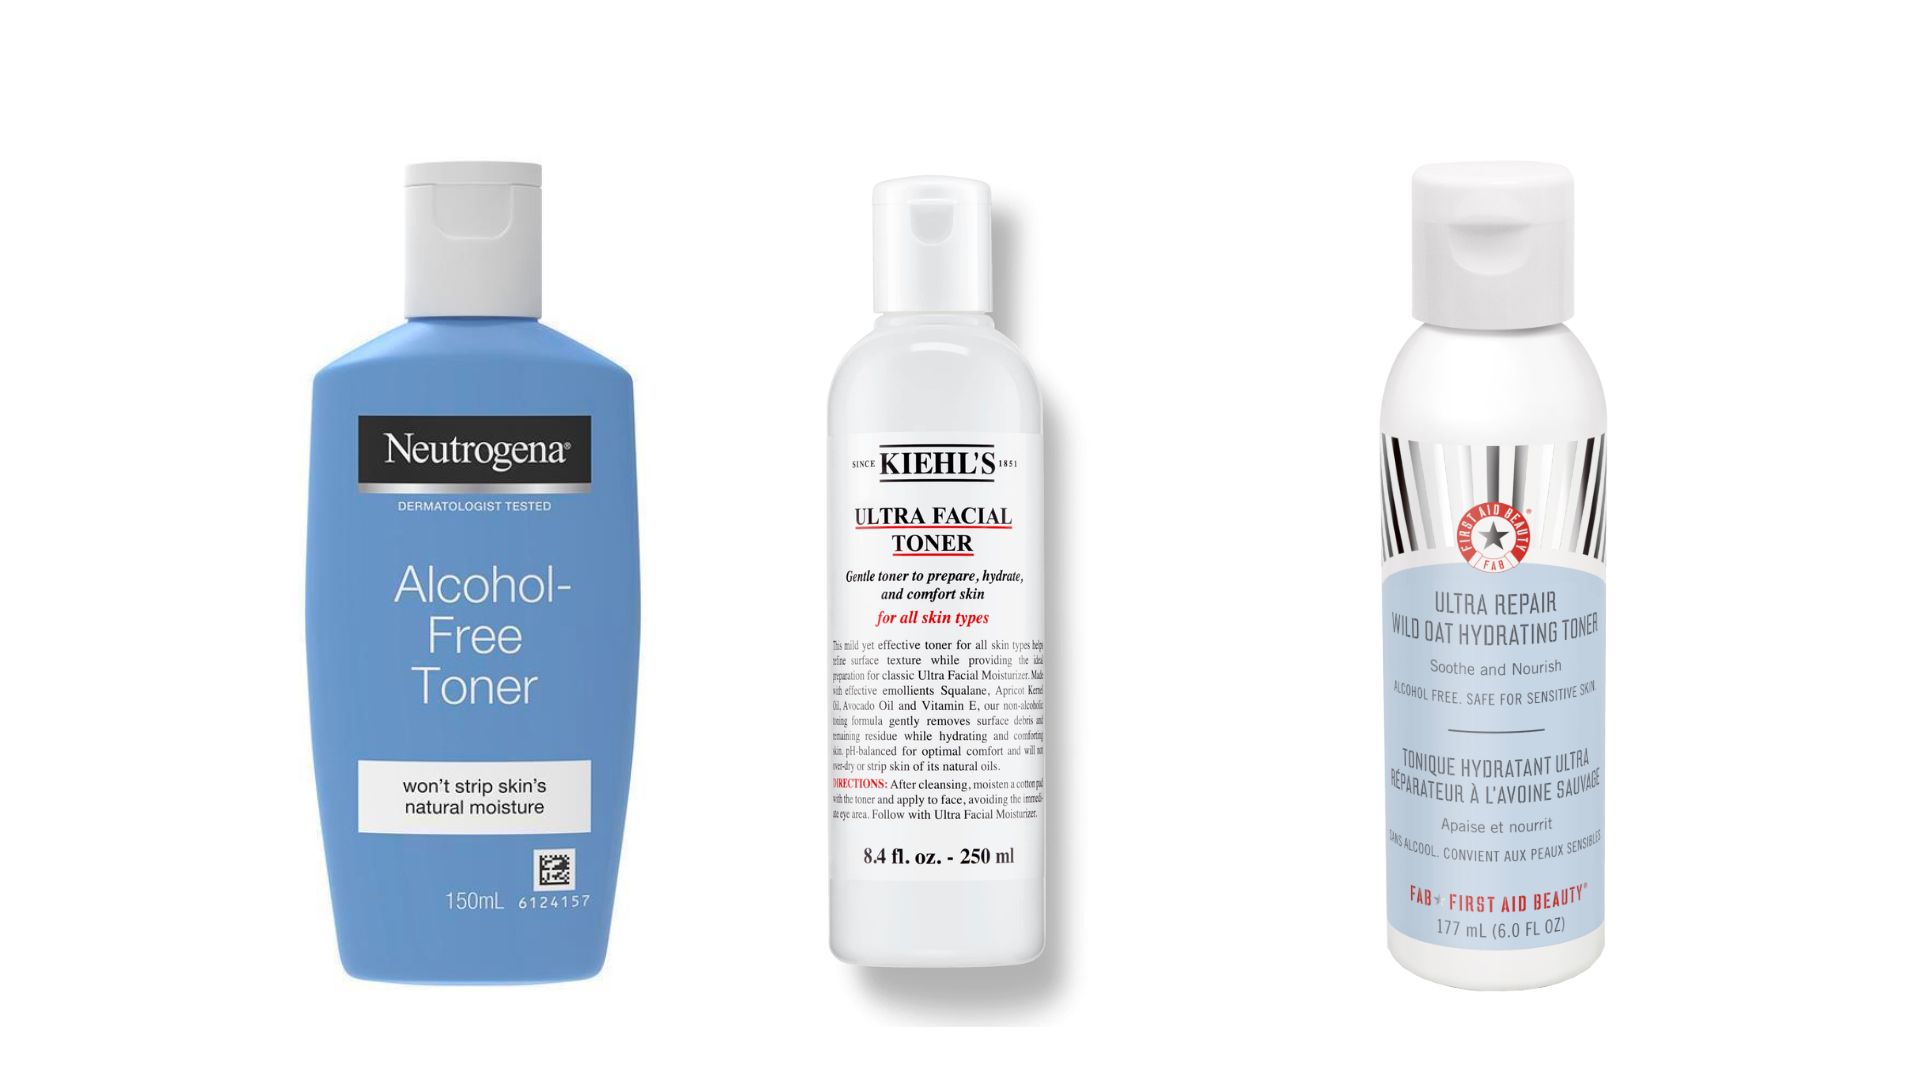 Neutrogena®
DERMATOLOGIST TESTED
Alcohol-
Free
Toner
won't strip skin's
natural moisture
150mL 6124157
SINCE KIEHL'S 1851
ULTRA FACIAL
TONER
Gentle toner to prepare, hydrate,
and comfort skin
for all skin types
This mild yet effective toner for all skin types helps
refine surface texture while providing the ideal
preparation for classic Ultra Facial Moisturizer. Made
with effective emollients Squalane, Apricot Kernel
Oil, Avocado Oil and Vitamin E, our non-alcoholic
toning formula gently removes surface debris and
remaining residue while hydrating and comforting
skin. pH-balanced for optimal comfort and will not
over-dry or strip skin of its natural oils.
DIRECTIONS: After cleansing, moisten a cotton pad
with the toner and apply to face, avoiding the immedi-
ate eye area. Follow with Ultra Facial Moisturizer.
8.4 fl. oz. - 250 ml
FIRST AID BEAUTY®
FAB
ULTRA REPAIR
WILD OAT HYDRATING TONER
Soothe and Nourish
ALCOHOL FREE. SAFE FOR SENSITIVE SKIN.
TONIQUE HYDRATANT ULTRA
RÉPARATEUR À L'AVOINE SAUVAGE
Apaise et nourrit
SANS ALCOOL. CONVIENT AUX PEAUX SENSIBLES.
FAB FIRST AID BEAUTY®
177 mL (6.0 FL OZ)